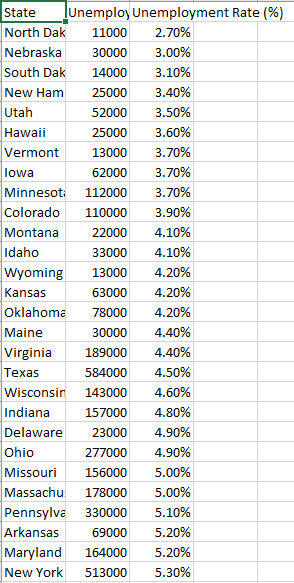 State Unemploy Unemployment Rate (%)
North Dak 11000 2.70%
Nebraska 30000 3.00%
South Dak 14000 3.10%
New Ham 25000 3.40%
Utah 52000 3.50%
Hawaii 25000 3.60%
Vermont 13000 3.70%
Iowa 62000 3.70%
Minnesota 112000 3.70%
Colorado 110000 3.90%
Montana 22000 4.10%
Idaho 33000 4.10%
Wyoming 13000 4.20%
Kansas 63000 4.20%
Oklahoma 78000 4.20%
Maine 30000 4.40%
Virginia 189000 4.40%
Texas 584000 4.50%
Wisconsin 143000 4.60%
Indiana 157000 4.80%
Delaware 23000 4.90%
Ohio 277000 4.90%
Missouri 156000 5.00%
Massachu 178000 5.00%
Pennsylva 330000 5.10%
Arkansas 69000 5.20%
Maryland 164000 5.20%
New York 513000 5.30%